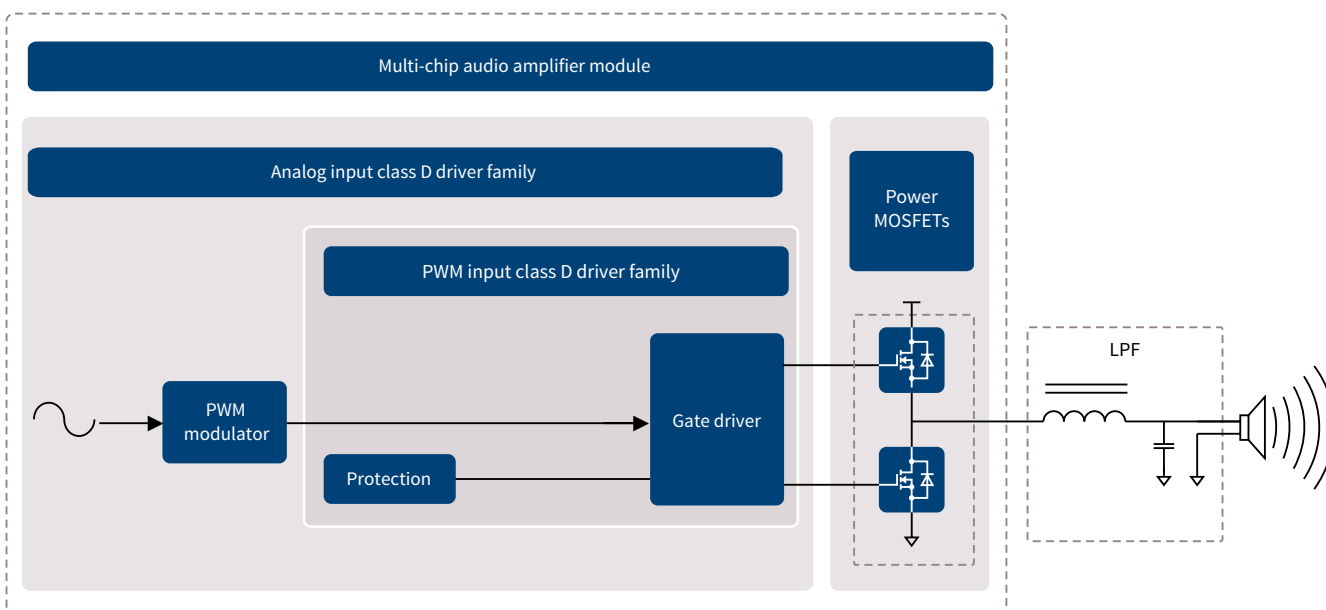 Multi-chip audio amplifier module
Analog input class D driver family
Power
MOSFETs
PWM input class D driver family
LPF
PWM
modulator
Gate driver
Protection